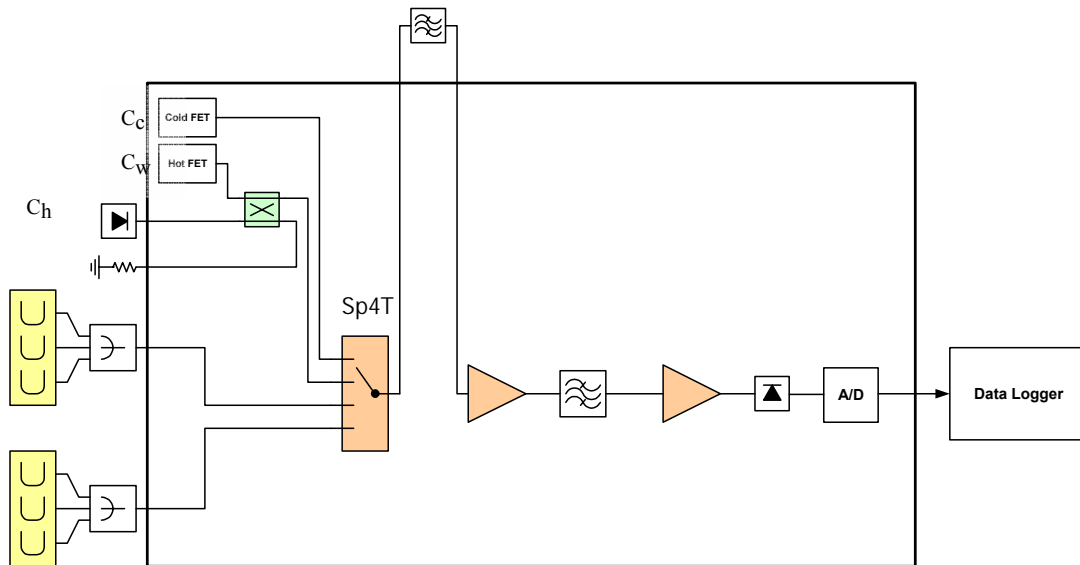 Cc
Cold FET
Cw
Hot FET
Ch
Sp4T
A/D
Data Logger